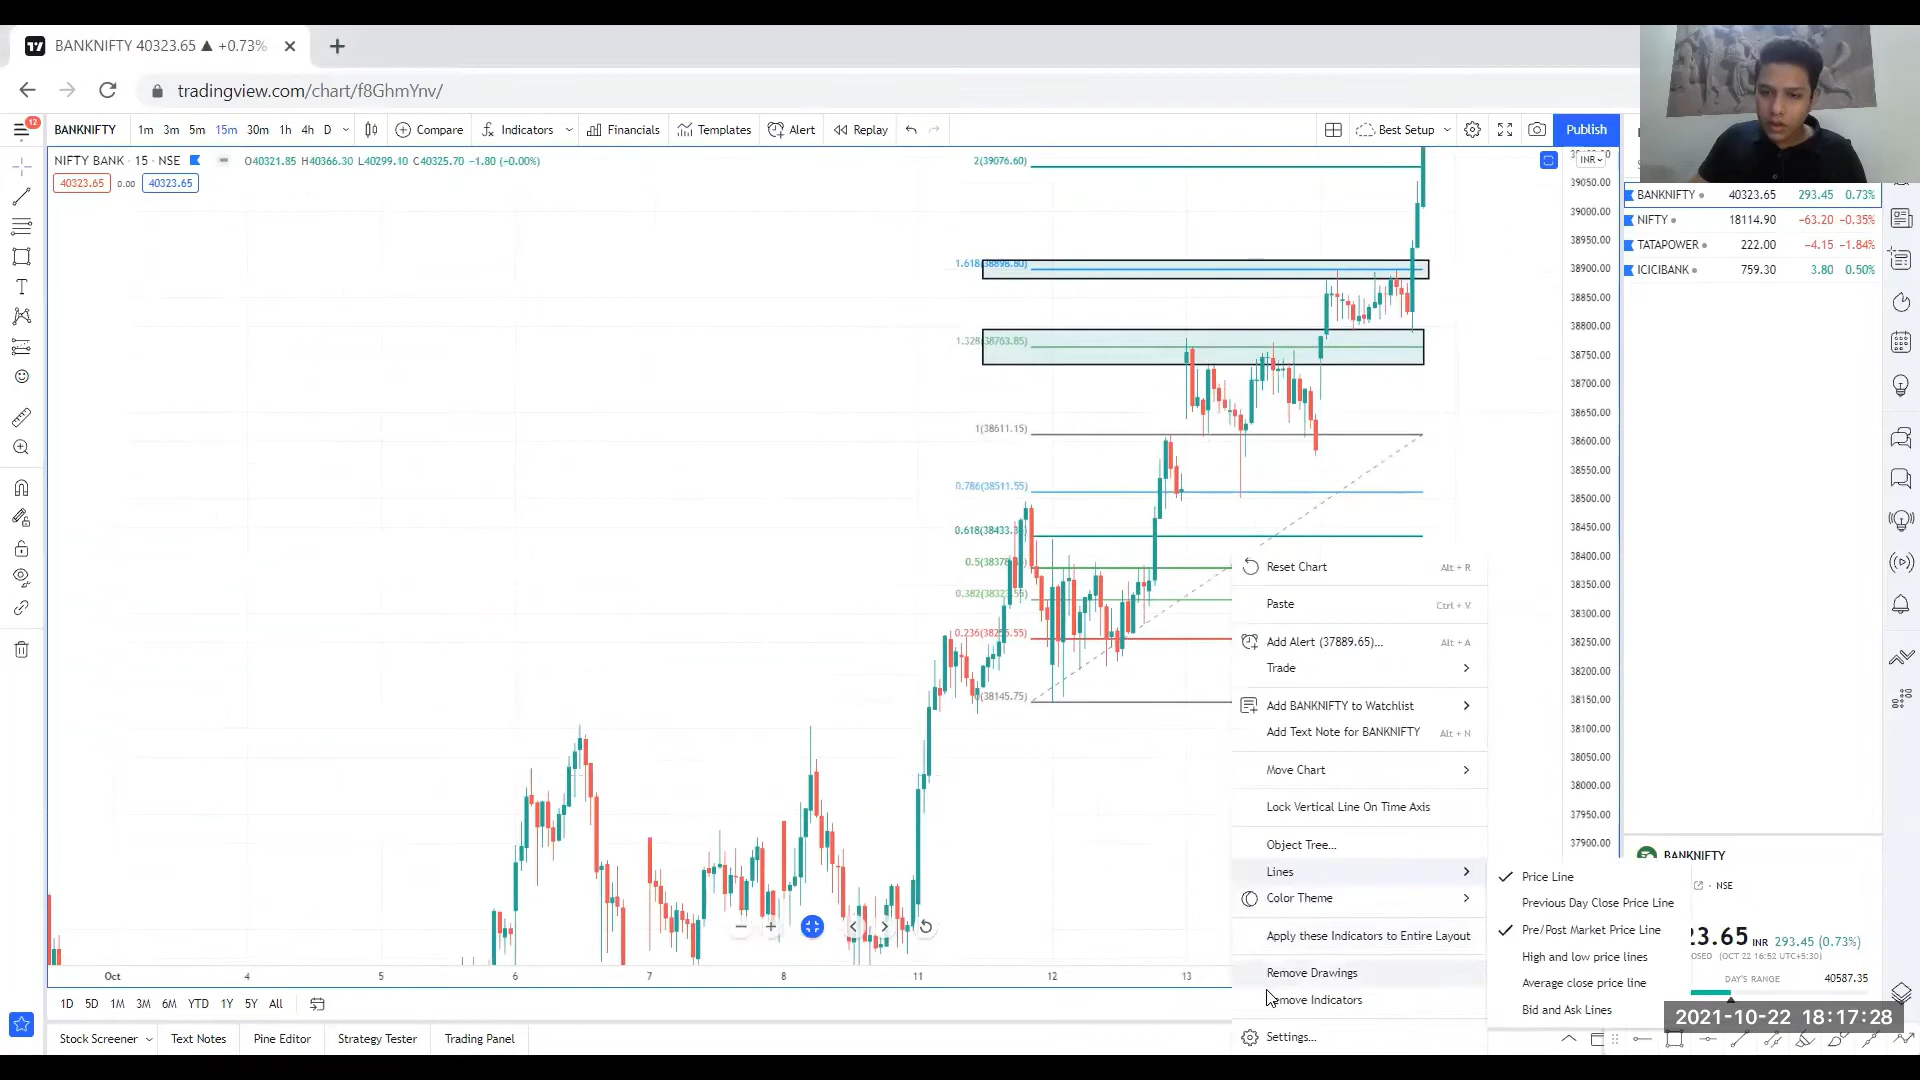 BANKNIFTY 40323.65 ▲ +0.73%
tradingview.com/chart/f8GhmYnv/
12
BANKNIFTY 1m 3m 5m 15m 30m 1h 4h D Compare Indicators Financials Templates Alert Replay Best Setup Publish
NIFTY BANK · 15 · NSE O40321.85 H40366.30 L40299.10 C40325.70 −1.80 (−0.00%)
INR
40323.65 0.00 40323.65
2(39076.60)
1.618(38898.80)
1.328(38763.85)
1(38611.15)
0.786(38511.55)
0.618(38433.
0.5(38378.
0.382(38323.55)
0.236(38255.55)
(38145.75)
39050.00
39000.00
38950.00
38900.00
38850.00
38800.00
38750.00
38700.00
38650.00
38600.00
38550.00
38500.00
38450.00
38400.00
38350.00
38300.00
38250.00
38200.00
38150.00
38100.00
38050.00
38000.00
37950.00
37900.00
BANKNIFTY 40323.65 293.45 0.73%
NIFTY 18114.90 −63.20 −0.35%
TATAPOWER 222.00 −4.15 −1.84%
ICICIBANK 759.30 3.80 0.50%
Reset Chart Alt + R
Paste Ctrl + V
Add Alert (37889.65)... Alt + A
Trade
Add BANKNIFTY to Watchlist
Add Text Note for BANKNIFTY Alt + N
Move Chart
Lock Vertical Line On Time Axis
Object Tree...
Lines
Color Theme
Apply these Indicators to Entire Layout
Remove Drawings
emove Indicators
Settings...
Price Line
Previous Day Close Price Line
Pre/Post Market Price Line
High and low price lines
Average close price line
Bid and Ask Lines
BANKNIFTY
· NSE
23.65 INR 293.45 (0.73%)
OSED (OCT 22 16:52 UTC+5:30)
DAY'S RANGE 40587.35
2021-10-22 18:17:28
Oct 4 5 6 7 8 11 12 13
1D 5D 1M 3M 6M YTD 1Y 5Y All
Stock Screener Text Notes Pine Editor Strategy Tester Trading Panel